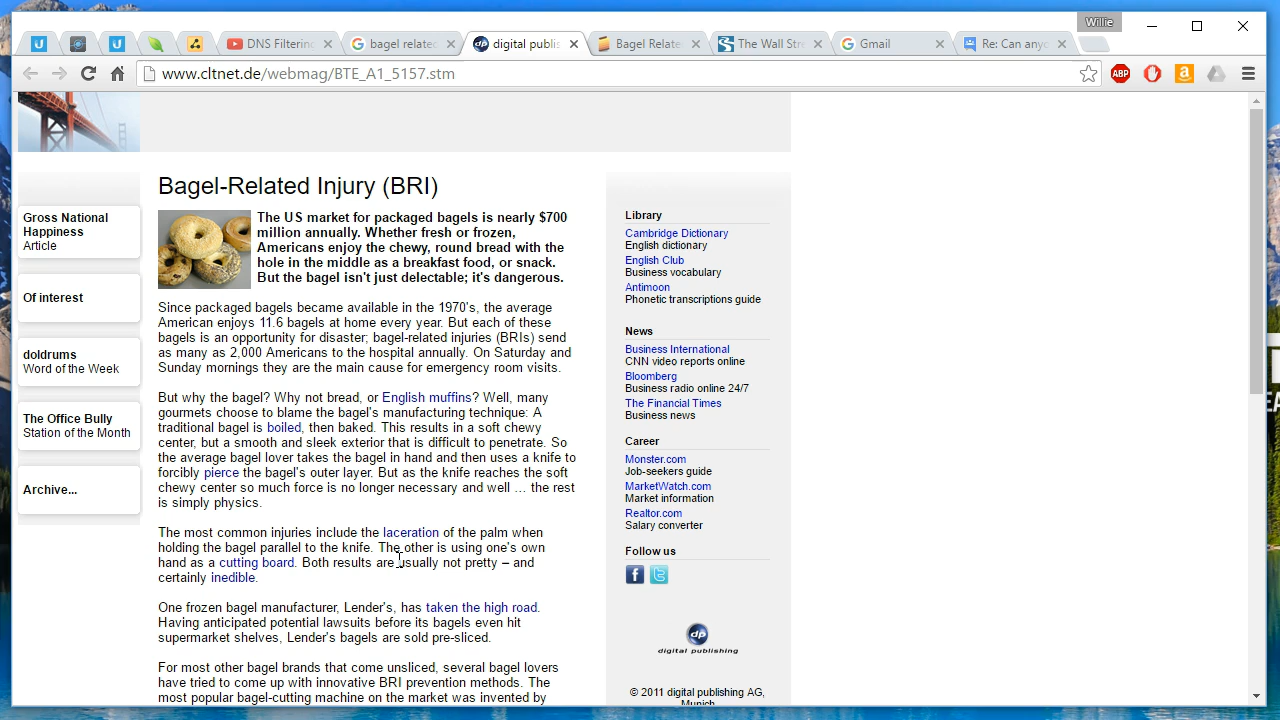 Willie
DNS Filterin
bagel related
digital publis
Bagel Relate
The Wall Stre
Gmail
Re: Can anyo
www.cltnet.de/webmag/BTE_A1_5157.stm
ABP
Gross National
Happiness
Article
Of interest
doldrums
Word of the Week
The Office Bully
Station of the Month
Archive...
Bagel-Related Injury (BRI)
The US market for packaged bagels is nearly $700
million annually. Whether fresh or frozen,
Americans enjoy the chewy, round bread with the
hole in the middle as a breakfast food, or snack.
But the bagel isn't just delectable; it's dangerous.
Since packaged bagels became available in the 1970's, the average
American enjoys 11.6 bagels at home every year. But each of these
bagels is an opportunity for disaster; bagel-related injuries (BRIs) send
as many as 2,000 Americans to the hospital annually. On Saturday and
Sunday mornings they are the main cause for emergency room visits.
But why the bagel? Why not bread, or English muffins? Well, many
gourmets choose to blame the bagel's manufacturing technique: A
traditional bagel is boiled, then baked. This results in a soft chewy
center, but a smooth and sleek exterior that is difficult to penetrate. So
the average bagel lover takes the bagel in hand and then uses a knife to
forcibly pierce the bagel's outer layer. But as the knife reaches the soft
chewy center so much force is no longer necessary and well … the rest
is simply physics.
The most common injuries include the laceration of the palm when
holding the bagel parallel to the knife. The other is using one's own
hand as a cutting board. Both results are usually not pretty – and
certainly inedible.
One frozen bagel manufacturer, Lender's, has taken the high road.
Having anticipated potential lawsuits before its bagels even hit
supermarket shelves, Lender's bagels are sold pre-sliced.
For most other bagel brands that come unsliced, several bagel lovers
have tried to come up with innovative BRI prevention methods. The
most popular bagel-cutting machine on the market was invented by
Library
Cambridge Dictionary
English dictionary
English Club
Business vocabulary
Antimoon
Phonetic transcriptions guide
News
Business International
CNN video reports online
Bloomberg
Business radio online 24/7
The Financial Times
Business news
Career
Monster.com
Job-seekers guide
MarketWatch.com
Market information
Realtor.com
Salary converter
Follow us
dp
digital publishing
© 2011 digital publishing AG,
Munich